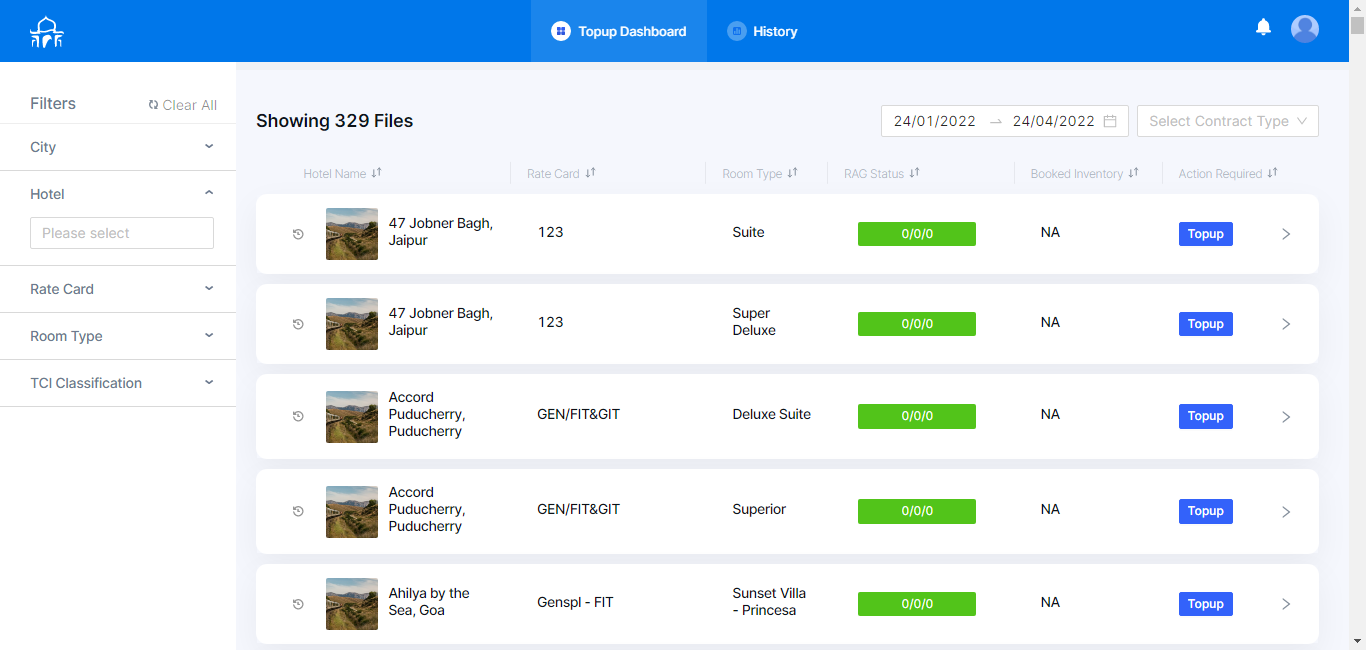 Topup Dashboard
History
Filters
Clear All
City
Hotel
Please select
Rate Card
Room Type
TCI Classification
Showing 329 Files
24/01/2022
24/04/2022
Select Contract Type
Hotel Name
Rate Card
Room Type
RAG Status
Booked Inventory
Action Required
47 Jobner Bagh,
Jaipur
123
Suite
0/0/0
NA
Topup
47 Jobner Bagh,
Jaipur
123
Super
Deluxe
0/0/0
NA
Topup
Accord
Puducherry,
Puducherry
GEN/FIT&GIT
Deluxe Suite
0/0/0
NA
Topup
Accord
Puducherry,
Puducherry
GEN/FIT&GIT
Superior
0/0/0
NA
Topup
Ahilya by the
Sea, Goa
Genspl - FIT
Sunset Villa
- Princesa
0/0/0
NA
Topup